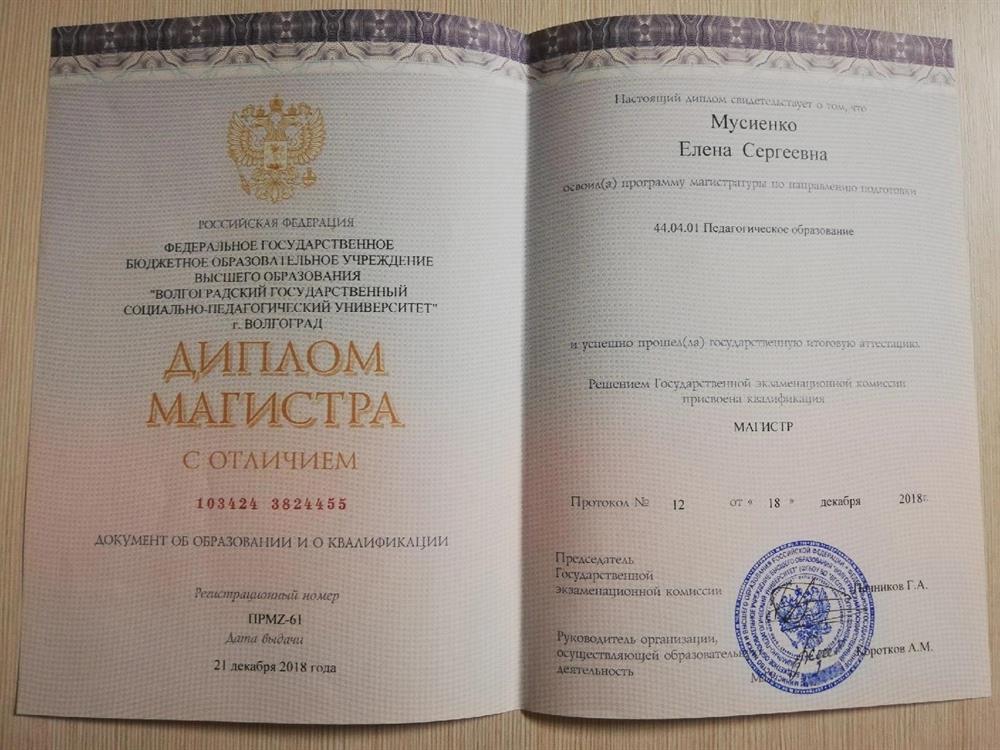 РОССИЙСКАЯ ФЕДЕРАЦИЯ
ФЕДЕРАЛЬНОЕ ГОСУДАРСТВЕННОЕ
БЮДЖЕТНОЕ ОБРАЗОВАТЕЛЬНОЕ УЧРЕЖДЕНИЕ
ВЫСШЕГО ОБРАЗОВАНИЯ
"ВОЛГОГРАДСКИЙ ГОСУДАРСТВЕННЫЙ
СОЦИАЛЬНО-ПЕДАГОГИЧЕСКИЙ УНИВЕРСИТЕТ"
г. ВОЛГОГРАД
ДИПЛОМ
МАГИСТРА
С ОТЛИЧИЕМ
103424 3824455
ДОКУМЕНТ ОБ ОБРАЗОВАНИИ И О КВАЛИФИКАЦИИ
Регистрационный номер
ПРМZ-61
Дата выдачи
21 декабря 2018 года
Настоящий диплом свидетельствует о том, что
Мусиенко
Елена Сергеевна
освоил(а) программу магистратуры по направлению подготовки
44.04.01 Педагогическое образование
и успешно прошел(ла) государственную итоговую аттестацию.
Решением Государственной экзаменационной комиссии
присвоена квалификация
МАГИСТР
Протокол № 12 от « 18 » декабря 2018г.
Председатель
Государственной
экзаменационной комиссии
Г.А.
Руководитель организации,
осуществляющей образовательную
деятельность
Коротков А.М.